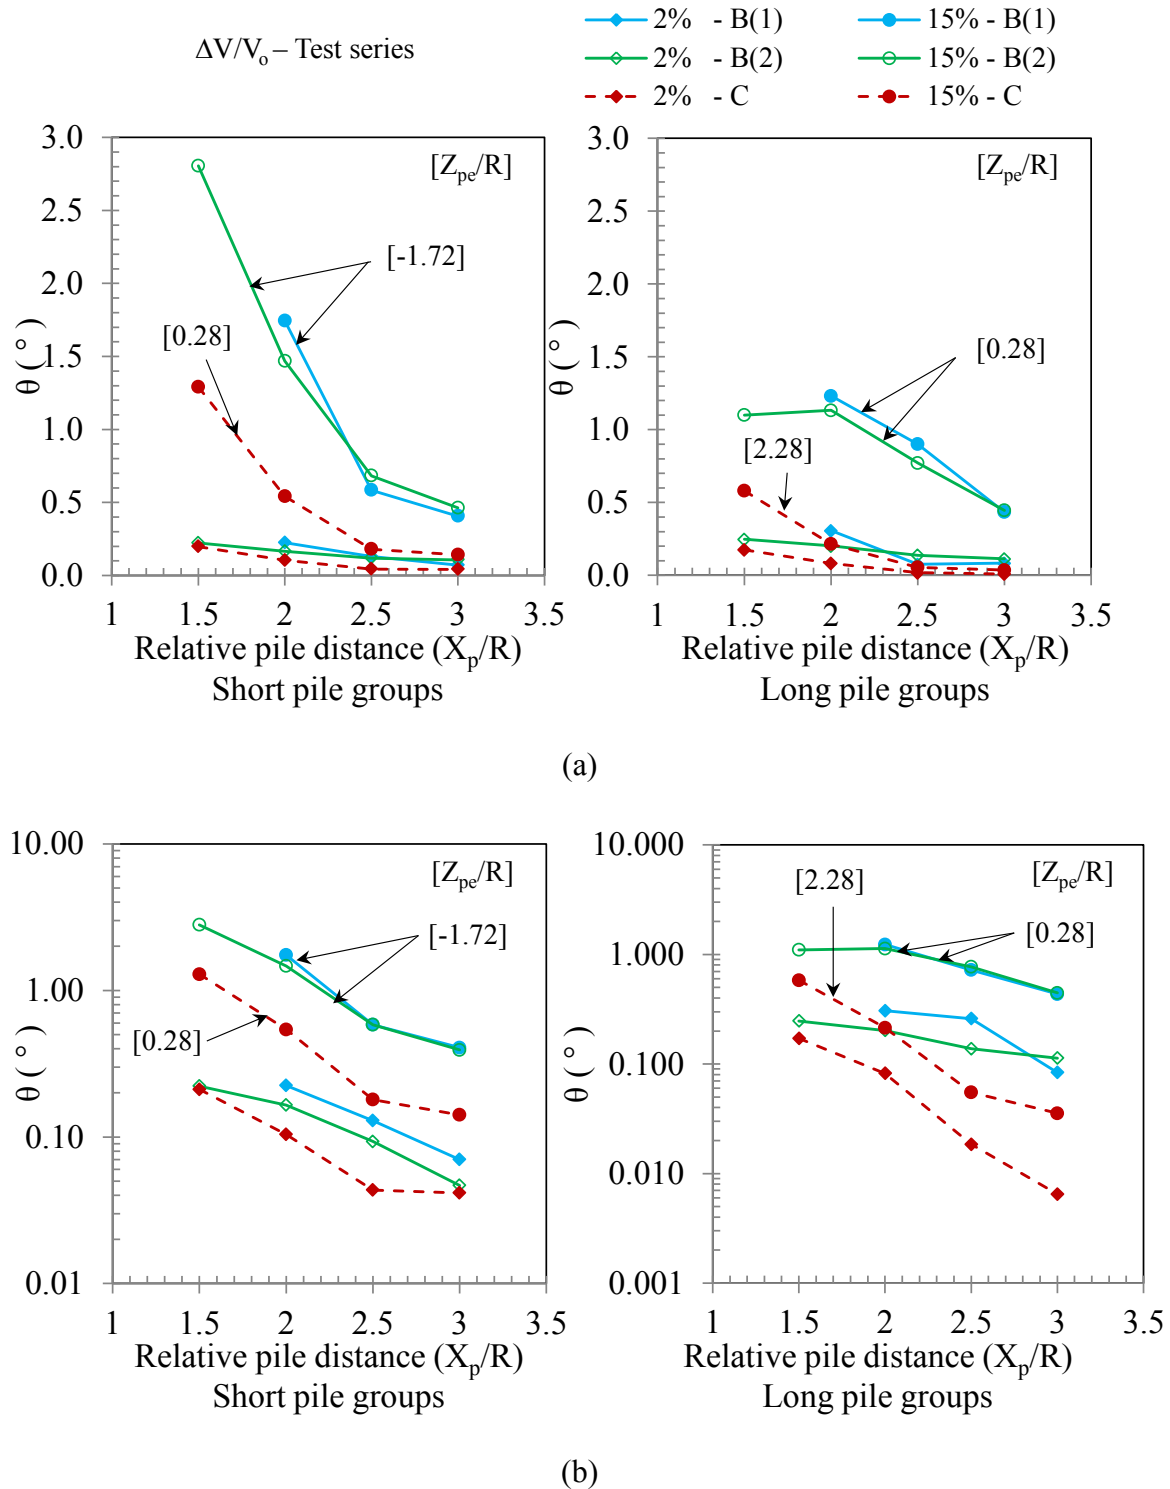 ΔV/Vo – Test series
2% - B(1)
15% - B(1)
2% - B(2)
15% - B(2)
2% - C
15% - C
3.0
2.5
2.0
1.5
1.0
0.5
0.0
θ ( ° )
[Zpe/R]
[-1.72]
[0.28]
1 1.5 2 2.5 3 3.5
Relative pile distance (Xp/R)
Short pile groups
3.0
2.5
2.0
1.5
1.0
0.5
0.0
θ ( ° )
[Zpe/R]
[0.28]
[2.28]
1 1.5 2 2.5 3 3.5
Relative pile distance (Xp/R)
Long pile groups
(a)
10.00
1.00
0.10
0.01
θ ( ° )
[Zpe/R]
[-1.72]
[0.28]
1 1.5 2 2.5 3 3.5
Relative pile distance (Xp/R)
Short pile groups
10.000
1.000
0.100
0.010
0.001
θ ( ° )
[Zpe/R]
[2.28]
[0.28]
1 1.5 2 2.5 3 3.5
Relative pile distance (Xp/R)
Long pile groups
(b)